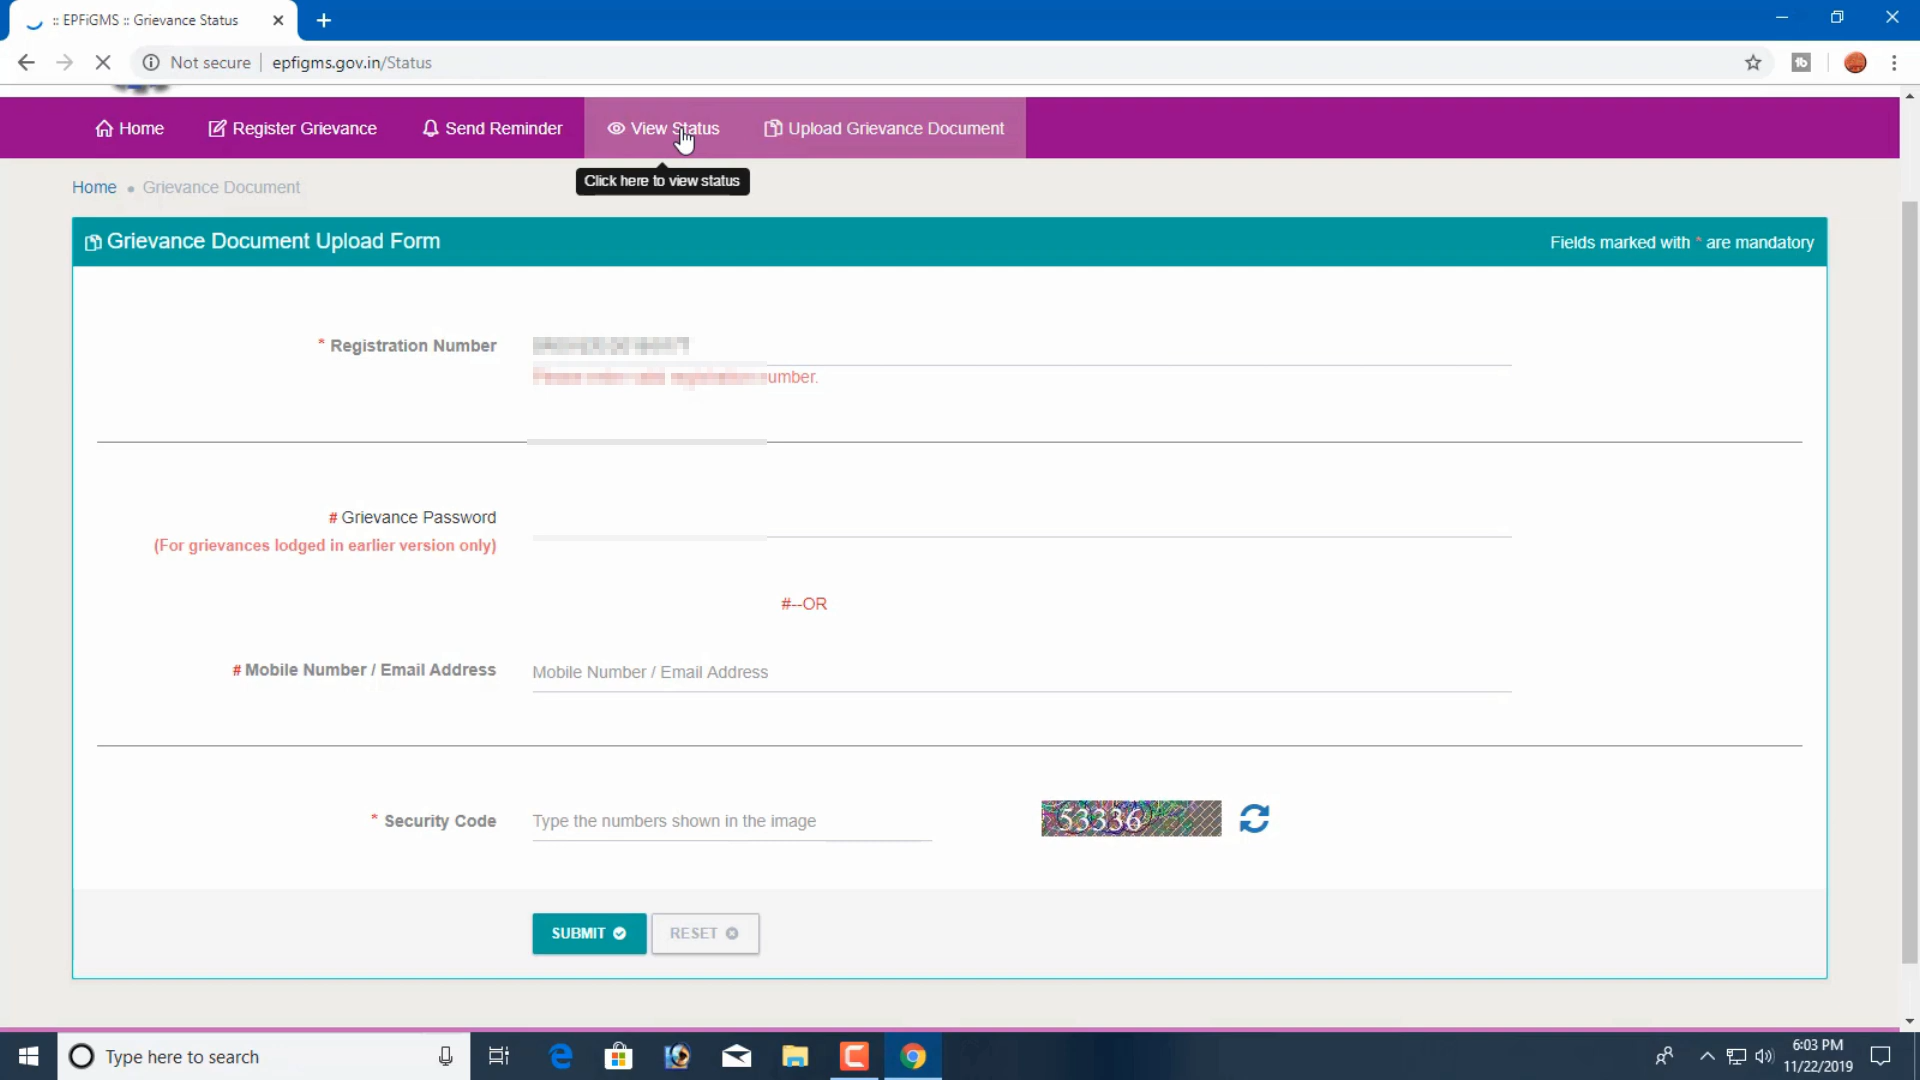 :: EPFiGMS :: Grievance Status
Not secure epfigms.gov.in/Status
Home Register Grievance Send Reminder View Status Upload Grievance Document
Click here to view status
Home • Grievance Document
Grievance Document Upload Form Fields marked with * are mandatory
* Registration Number
umber.
# Grievance Password
(For grievances lodged in earlier version only)
#--OR
# Mobile Number / Email Address Mobile Number / Email Address
* Security Code Type the numbers shown in the image 53336
SUBMIT RESET
Type here to search
6:03 PM
11/22/2019